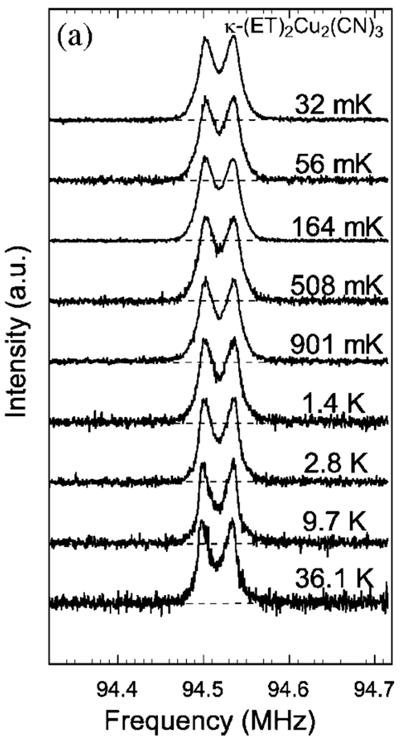 (a)
κ-(ET)2Cu2(CN)3
32 mK
56 mK
164 mK
508 mK
901 mK
1.4 K
2.8 K
9.7 K
36.1 K
Intensity (a.u.)
94.4 94.5 94.6 94.7
Frequency (MHz)